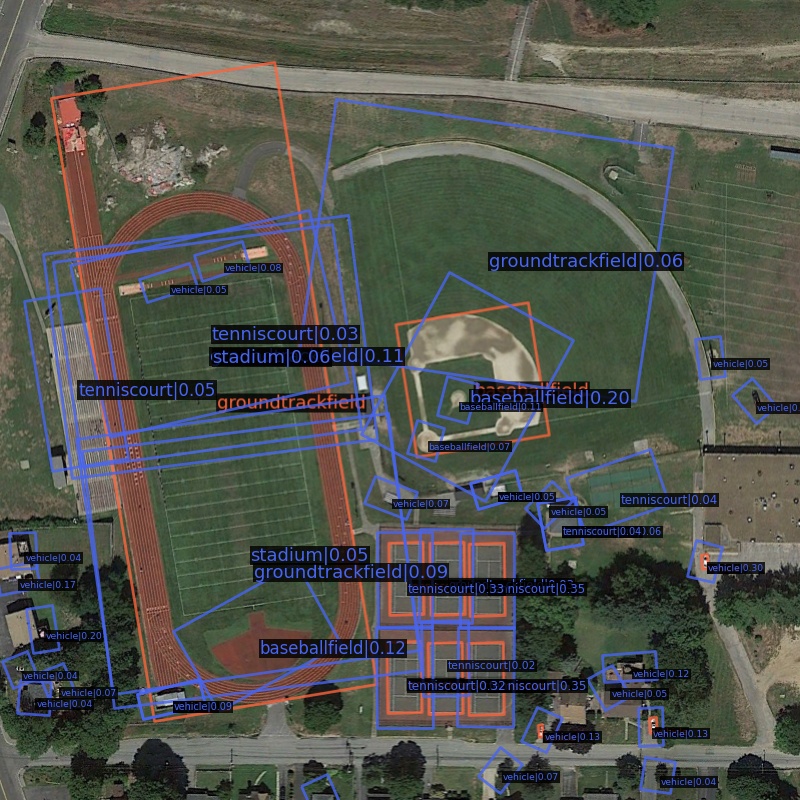 groundtrackfield|0.06
vehicle|0.08
vehicle|0.05
tenniscourt|0.03
stadium|0.06
eld|0.11
vehicle|0.05
tenniscourt|0.05
groundtrackfield
baseballfield
baseballfield|0.20
baseballfield|0.11
vehicle|0.
baseballfield|0.07
vehicle|0.07
vehicle|0.05
tenniscourt|0.04
vehicle|0.05
tenniscourt|0.04
.06
vehicle|0.04
stadium|0.05
groundtrackfield|0.09
vehicle|0.30
vehicle|0.17
tenniscourt|0.33
niscourt|0.35
vehicle|0.20
baseballfield|0.12
tenniscourt|0.02
vehicle|0.04
vehicle|0.12
tenniscourt|0.32
niscourt|0.35
vehicle|0.07
vehicle|0.05
vehicle|0.04
vehicle|0.09
vehicle|0.13
vehicle|0.13
vehicle|0.07
vehicle|0.04